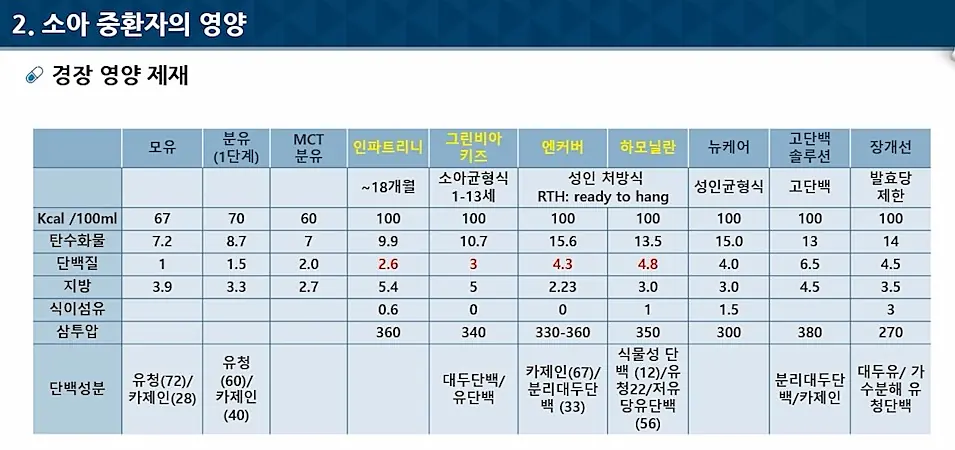 2. 소아 중환자의 영양
경장 영양 제재
모유 분유 (1단계) MCT 분유 인파트리니 그린비아 키즈 엔커버 하모닐란 뉴케어 고단백 솔루션 장개선
~18개월 소아균형식 1-13세 성인 처방식 RTH: ready to hang 성인균형식 고단백 발효당 제한
Kcal /100ml 67 70 60 100 100 100 100 100 100 100
탄수화물 7.2 8.7 7 9.9 10.7 15.6 13.5 15.0 13 14
단백질 1 1.5 2.0 2.6 3 4.3 4.8 4.0 6.5 4.5
지방 3.9 3.3 2.7 5.4 5 2.23 3.0 3.0 4.5 3.5
식이섬유 0.6 0 0 1 1.5 3
삼투압 360 340 330-360 350 300 380 270
단백성분 유청(72)/카제인(28) 유청(60)/카제인(40) 대두단백/유단백 카제인(67)/분리대두단백 (33) 식물성 단백 (12)/유청22/저유당유단백(56) 분리대두단백/카제인 대두유/ 가수분해 유청단백